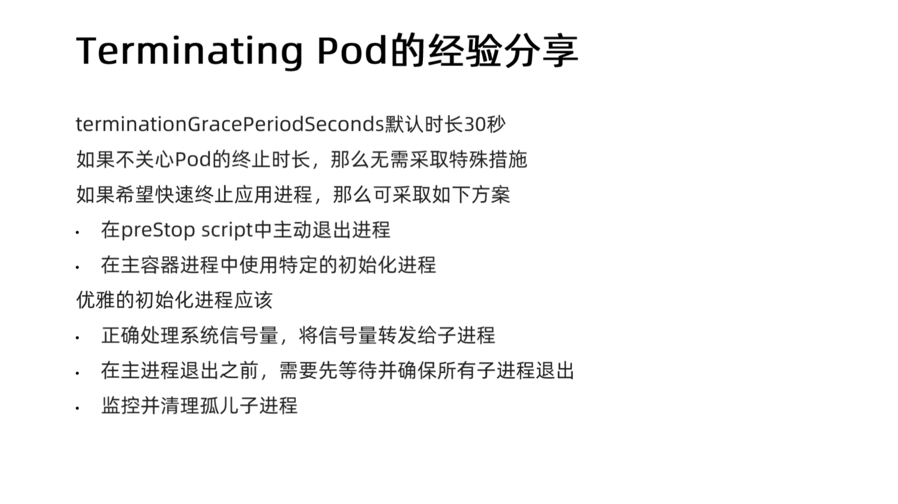 Terminating Pod的经验分享
terminationGracePeriodSeconds默认时长30秒
如果不关心Pod的终止时长，那么无需采取特殊措施
如果希望快速终止应用进程，那么可采取如下方案
• 在preStop script中主动退出进程
• 在主容器进程中使用特定的初始化进程
优雅的初始化进程应该
• 正确处理系统信号量，将信号量转发给子进程
• 在主进程退出之前，需要先等待并确保所有子进程退出
• 监控并清理孤儿子进程